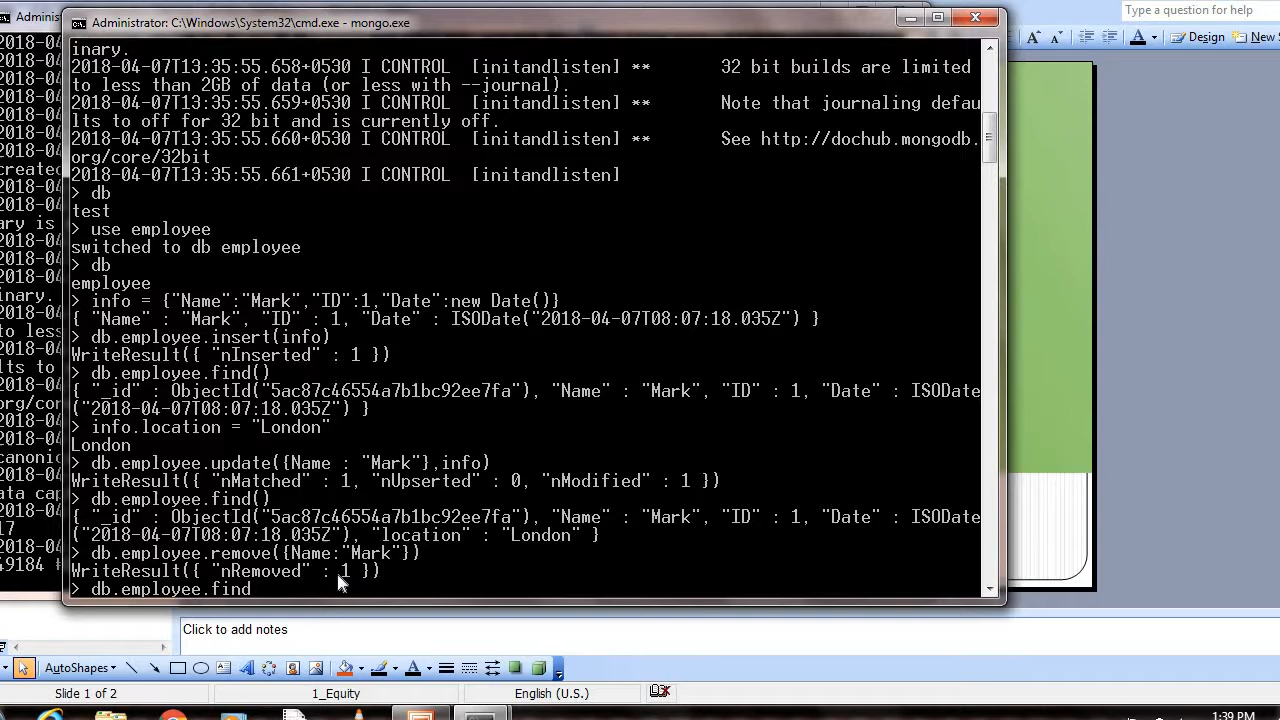 Administrator: C:\Windows\System32\cmd.exe - mongo.exe
Type a question for help
Design
New S
inary.
2018-04-07T13:35:55.658+0530 I CONTROL  [initandlisten] **       32 bit builds are limited
to less than 2GB of data (or less with --journal).
2018-04-07T13:35:55.659+0530 I CONTROL  [initandlisten] **       Note that journaling defau
lts to off for 32 bit and is currently off.
2018-04-07T13:35:55.660+0530 I CONTROL  [initandlisten] **       See http://dochub.mongodb.
org/core/32bit
2018-04-07T13:35:55.661+0530 I CONTROL  [initandlisten]
> db
test
> use employee
switched to db employee
> db
employee
> info = {"Name":"Mark","ID":1,"Date":new Date()}
{ "Name" : "Mark", "ID" : 1, "Date" : ISODate("2018-04-07T08:07:18.035Z") }
> db.employee.insert(info)
WriteResult({ "nInserted" : 1 })
> db.employee.find()
{ "_id" : ObjectId("5ac87c46554a7b1bc92ee7fa"), "Name" : "Mark", "ID" : 1, "Date" : ISODate
("2018-04-07T08:07:18.035Z") }
> info.location = "London"
London
> db.employee.update({Name : "Mark"},info)
WriteResult({ "nMatched" : 1, "nUpserted" : 0, "nModified" : 1 })
> db.employee.find()
{ "_id" : ObjectId("5ac87c46554a7b1bc92ee7fa"), "Name" : "Mark", "ID" : 1, "Date" : ISODate
("2018-04-07T08:07:18.035Z"), "location" : "London" }
> db.employee.remove({Name:"Mark"})
WriteResult({ "nRemoved" : 1 })
> db.employee.find
Click to add notes
AutoShapes
Slide 1 of 2
1_Equity
English (U.S.)
1:39 PM